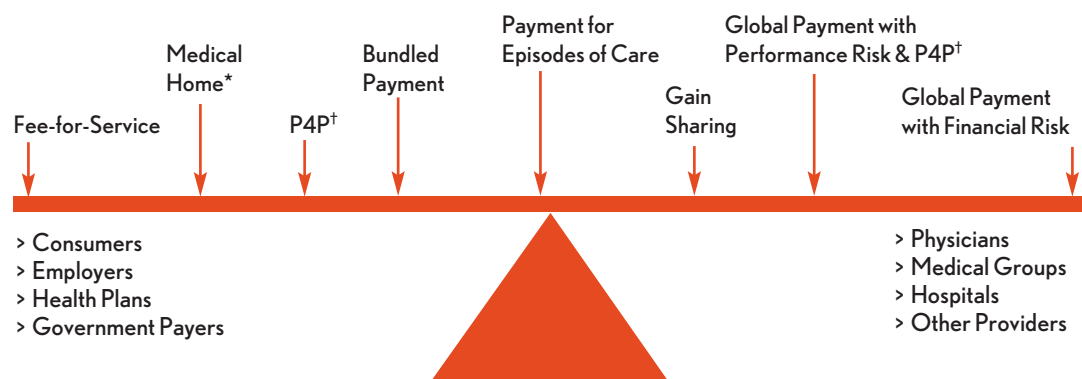 Fee-for-Service
Medical
Home*
P4P†
Bundled
Payment
Payment for
Episodes of Care
Gain
Sharing
Global Payment with
Performance Risk & P4P†
Global Payment
with Financial Risk
> Consumers
> Employers
> Health Plans
> Government Payers
> Physicians
> Medical Groups
> Hospitals
> Other Providers